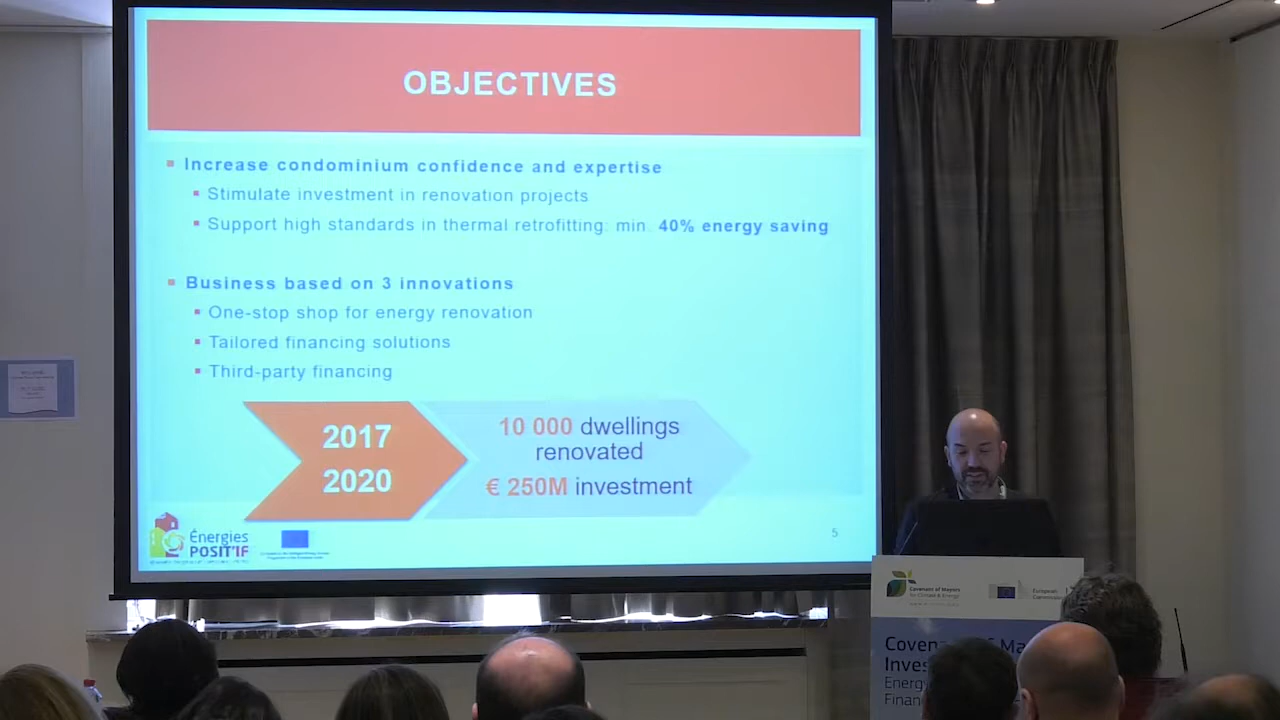 OBJECTIVES
Increase condominium confidence and expertise
Stimulate investment in renovation projects
Support high standards in thermal retrofitting: min. 40% energy saving
Business based on 3 innovations
One-stop shop for energy renovation
Tailored financing solutions
Third-party financing
2017
2020
10 000 dwellings
renovated
€ 250M investment
Énergies
POSIT'IF
5
Covenant of Mayors
for Climate & Energy
European
Commission
Covenant of Ma
Inves
Energ
Finan